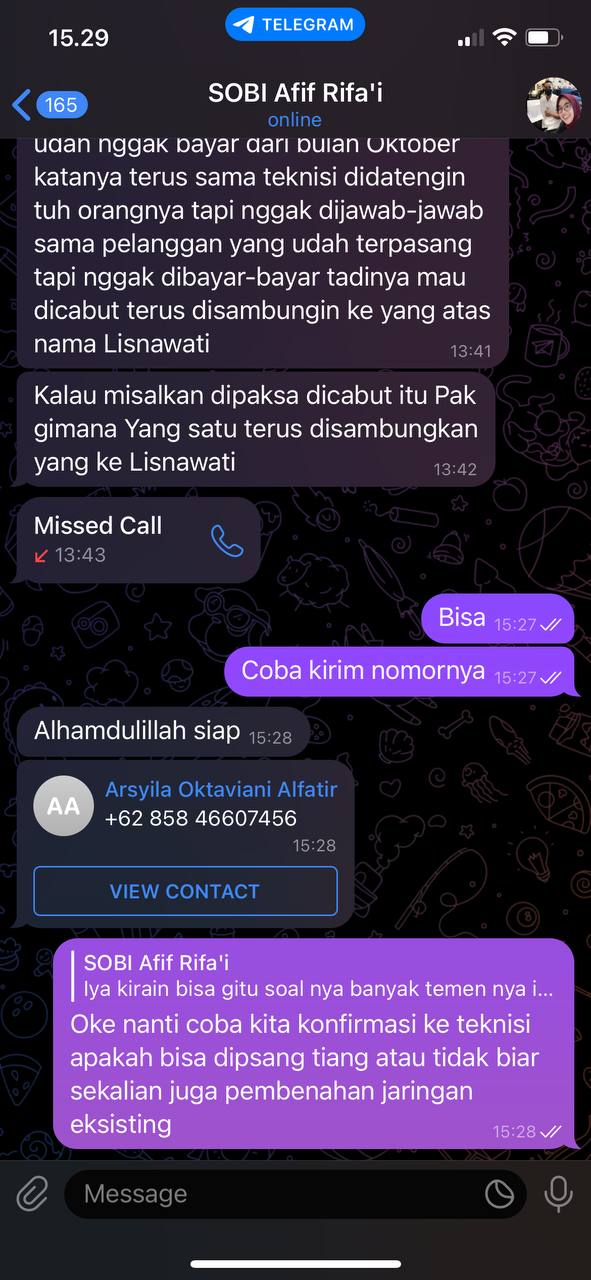 15.29
TELEGRAM
165
SOBI Afif Rifa'i
online
udah nggak bayar dari bulan Oktober
katanya terus sama teknisi didatengin
tuh orangnya tapi nggak dijawab-jawab
sama pelanggan yang udah terpasang
tapi nggak dibayar-bayar tadinya mau
dicabut terus disambungin ke yang atas
nama Lisnawati
13:41
Kalau misalkan dipaksa dicabut itu Pak
gimana Yang satu terus disambungkan
yang ke Lisnawati
13:42
Missed Call
13:43
Bisa 15:27
Coba kirim nomornya 15:27
Alhamdulillah siap 15:28
AA
Arsyila Oktaviani Alfatir
+62 858 46607456
15:28
VIEW CONTACT
SOBI Afif Rifa'i
Iya kirain bisa gitu soal nya banyak temen nya i...
Oke nanti coba kita konfirmasi ke teknisi
apakah bisa dipsang tiang atau tidak biar
sekalian juga pembenahan jaringan
eksisting
15:28
Message